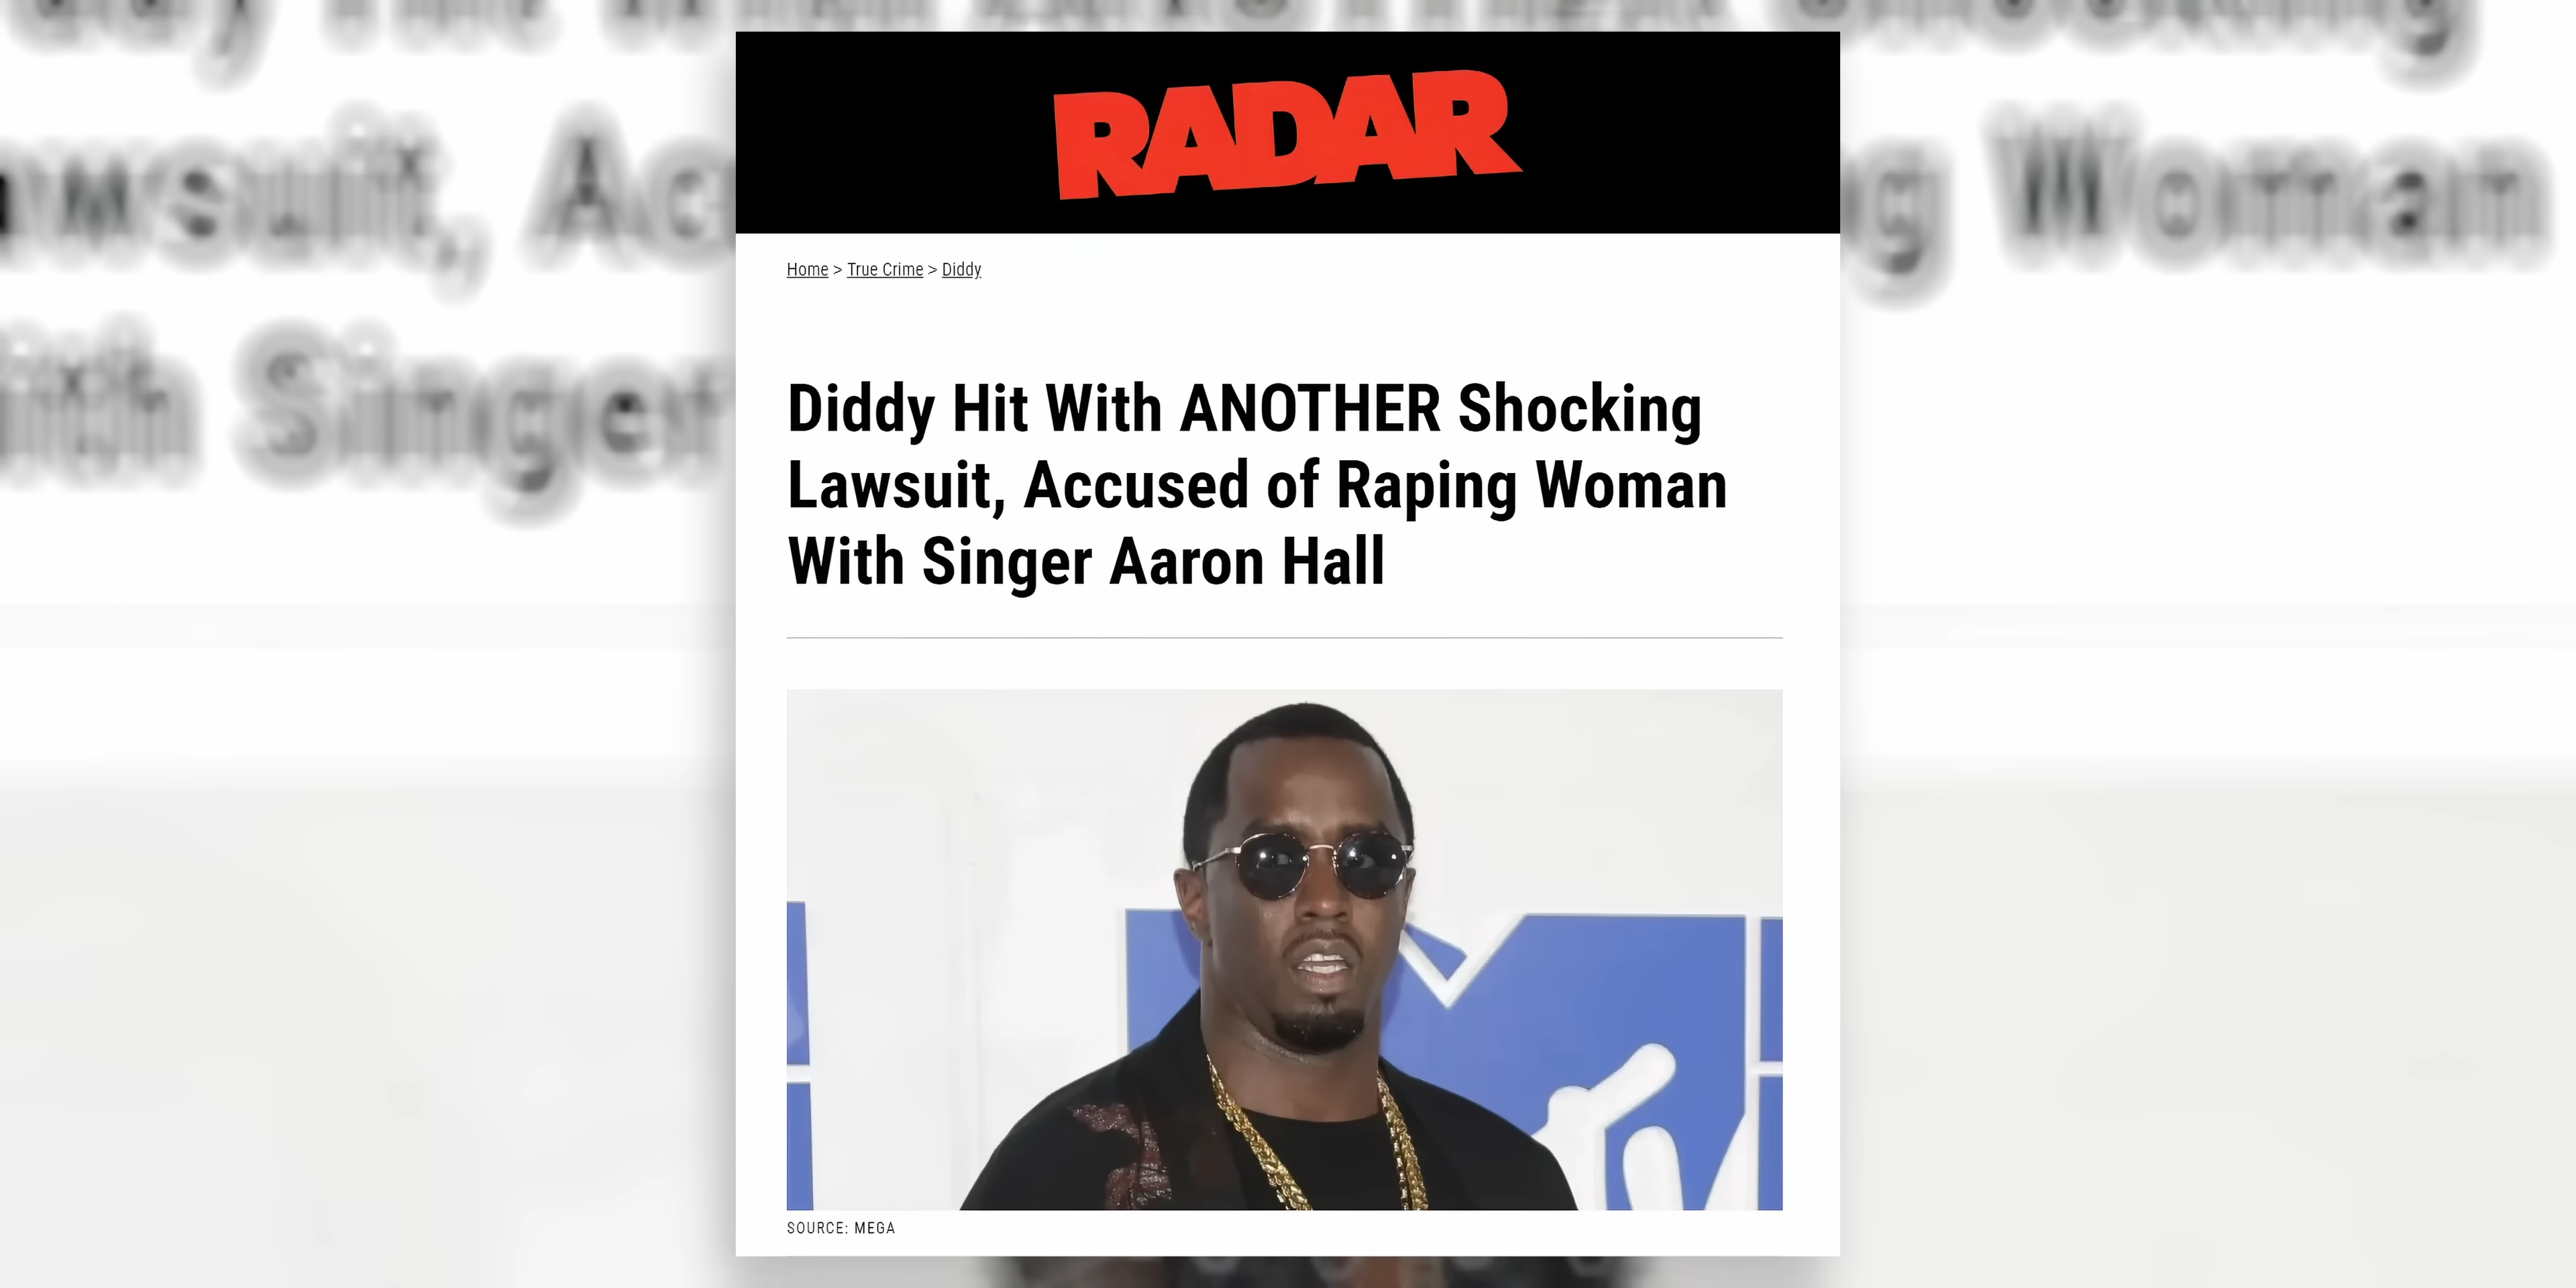 RADAR
Home > True Crime > Diddy
Diddy Hit With ANOTHER Shocking
Lawsuit, Accused of Raping Woman
With Singer Aaron Hall
SOURCE: MEGA